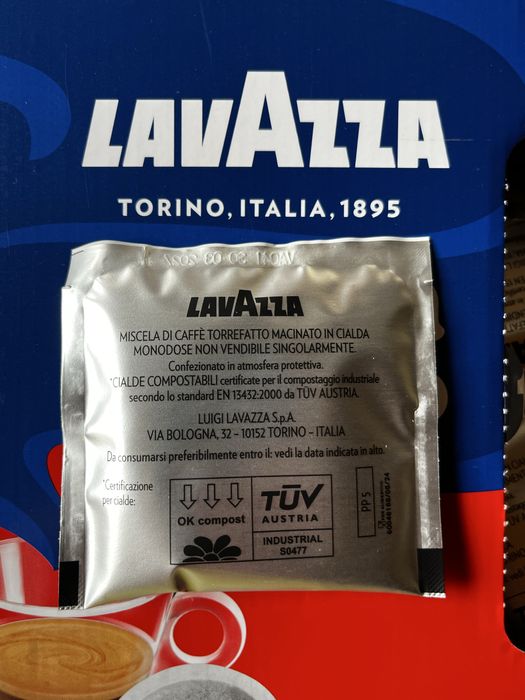 LAVAZZA
TORINO, ITALIA, 1895
LAVAZZA
MISCELA DI CAFFÈ TORREFATTO MACINATO IN CIALDA
MONODOSE NON VENDIBILE SINGOLARMENTE.
Confezionato in atmosfera protettiva.
*CIALDE COMPOSTABILI certificate per il compostaggio industriale
secondo lo standard EN 13432:2000 da TÜV AUSTRIA.
LUIGI LAVAZZA S.p.A.
VIA BOLOGNA, 32 – 10152 TORINO – ITALIA
Da consumarsi preferibilmente entro il: vedi la data indicata in alto.
*Certificazione
per cialde:
OK compost
TÜV
AUSTRIA
INDUSTRIAL
S0477
PP 5